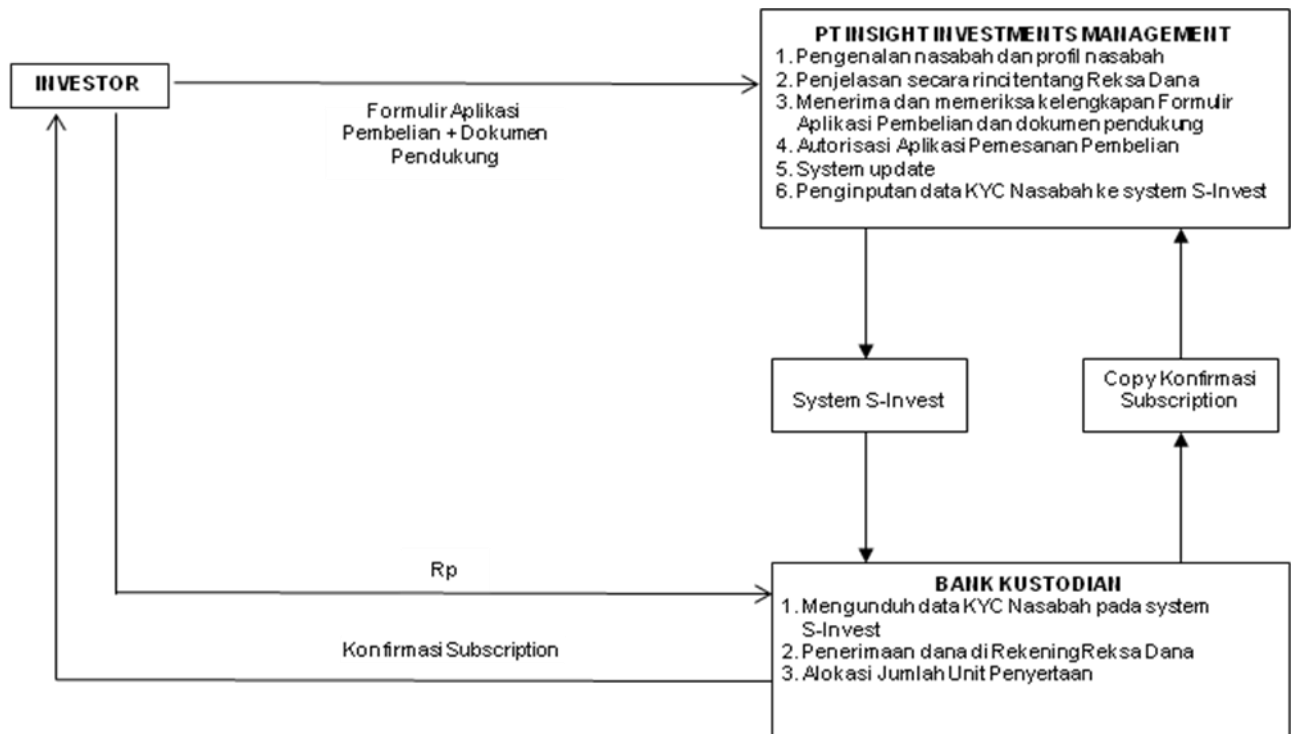 PT INSIGHT INVESTMENTS MANAGEMENT
1. Pengenalan nasabah dan profil nasabah
2. Penjelasan secara rinci tentang Reksa Dana
3. Menerima dan memeriksa kelengkapan Formulir
Aplikasi Pembelian dan dokumen pendukung
4. Autorisasi Aplikasi Pemesanan Pembelian
5. System update
6. Penginputan data KYC Nasabah ke system S-Invest
INVESTOR
Formulir Aplikasi
Pembelian + Dokumen
Pendukung
System S-Invest
Copy Konfirmasi
Subscription
Rp
Konfirmasi Subscription
BANK KUSTODIAN
1. Mengunduh data KYC Nasabah pada system
S-Invest
2. Penerimaan dana di Rekening Reksa Dana
3. Alokasi Jumlah Unit Penyertaan